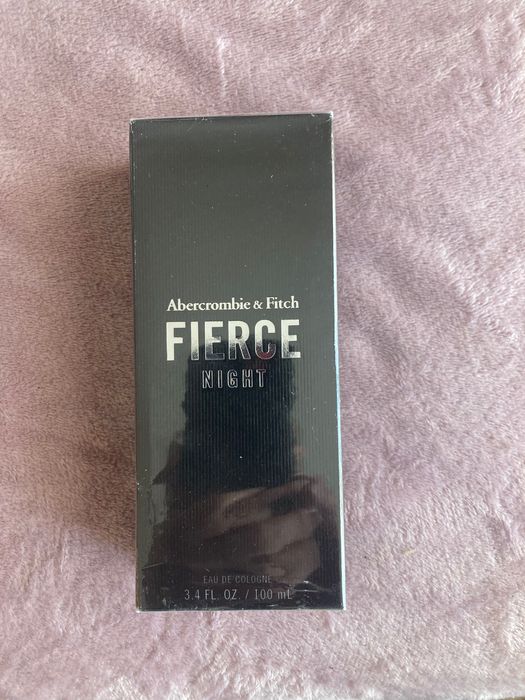 Abercrombie & Fitch
FIERCE
NIGHT
EAU DE COLOGNE
3.4 FL. OZ. / 100 mL